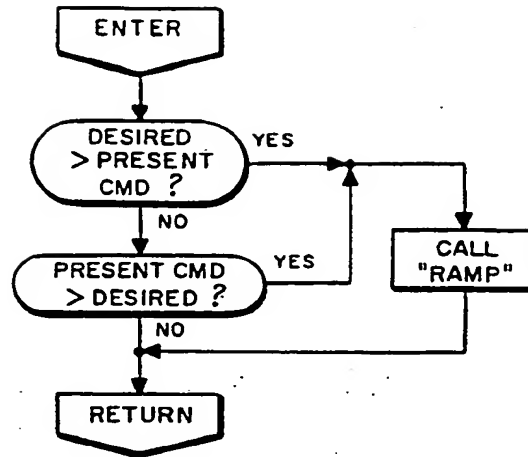 ENTER
DESIRED
> PRESENT
CMD ?
YES
NO
PRESENT CMD
> DESIRED ?
YES
NO
CALL
"RAMP"
RETURN